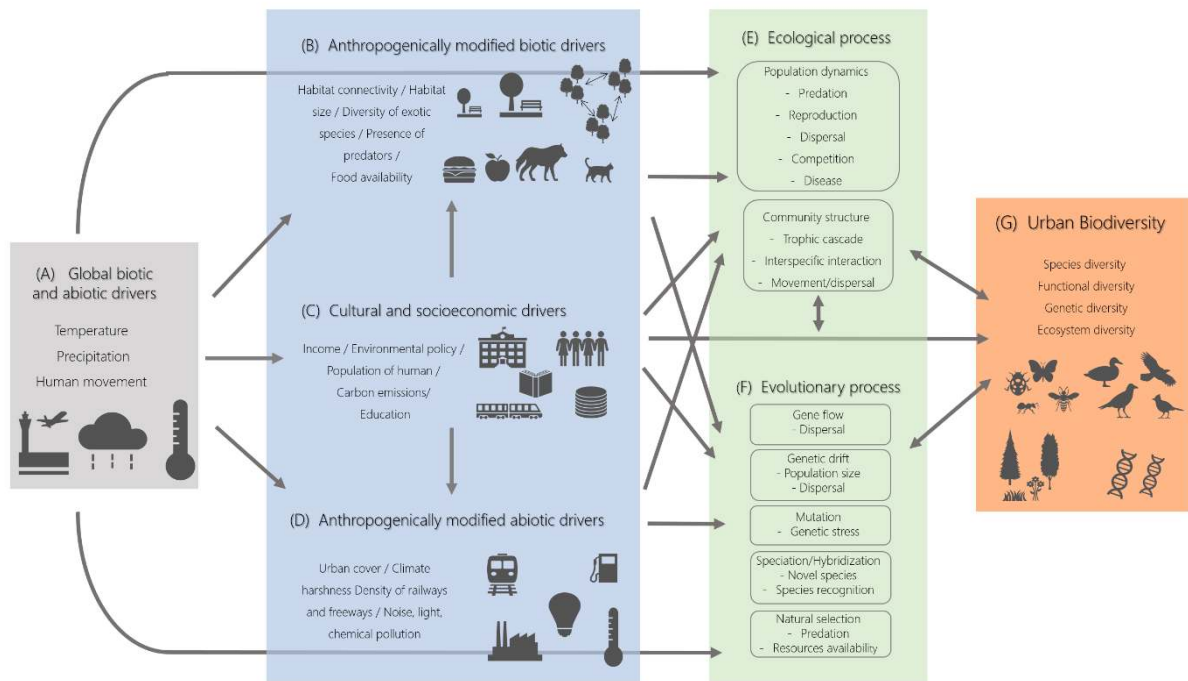 (A) Global biotic
and abiotic drivers
Temperature
Precipitation
Human movement
(B) Anthropogenically modified biotic drivers
Habitat connectivity / Habitat
size / Diversity of exotic
species / Presence of
predators /
Food availability
(C) Cultural and socioeconomic drivers
Income / Environmental policy /
Population of human /
Carbon emissions/
Education
(D) Anthropogenically modified abiotic drivers
Urban cover / Climate
harshness Density of railways
and freeways / Noise, light,
chemical pollution
(E) Ecological process
Population dynamics
- Predation
- Reproduction
- Dispersal
- Competition
- Disease
Community structure
- Trophic cascade
- Interspecific interaction
- Movement/dispersal
(F) Evolutionary process
Gene flow
- Dispersal
Genetic drift
- Population size
- Dispersal
Mutation
- Genetic stress
Speciation/Hybridization
- Novel species
- Species recognition
Natural selection
- Predation
- Resources availability
(G) Urban Biodiversity
Species diversity
Functional diversity
Genetic diversity
Ecosystem diversity